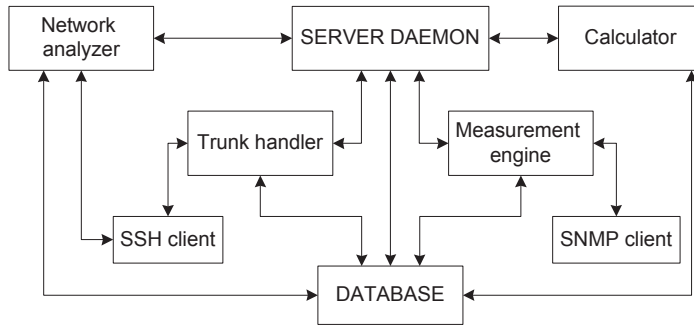 Network
analyzer
SERVER DAEMON
Calculator
Trunk handler
Measurement
engine
SSH client
SNMP client
DATABASE